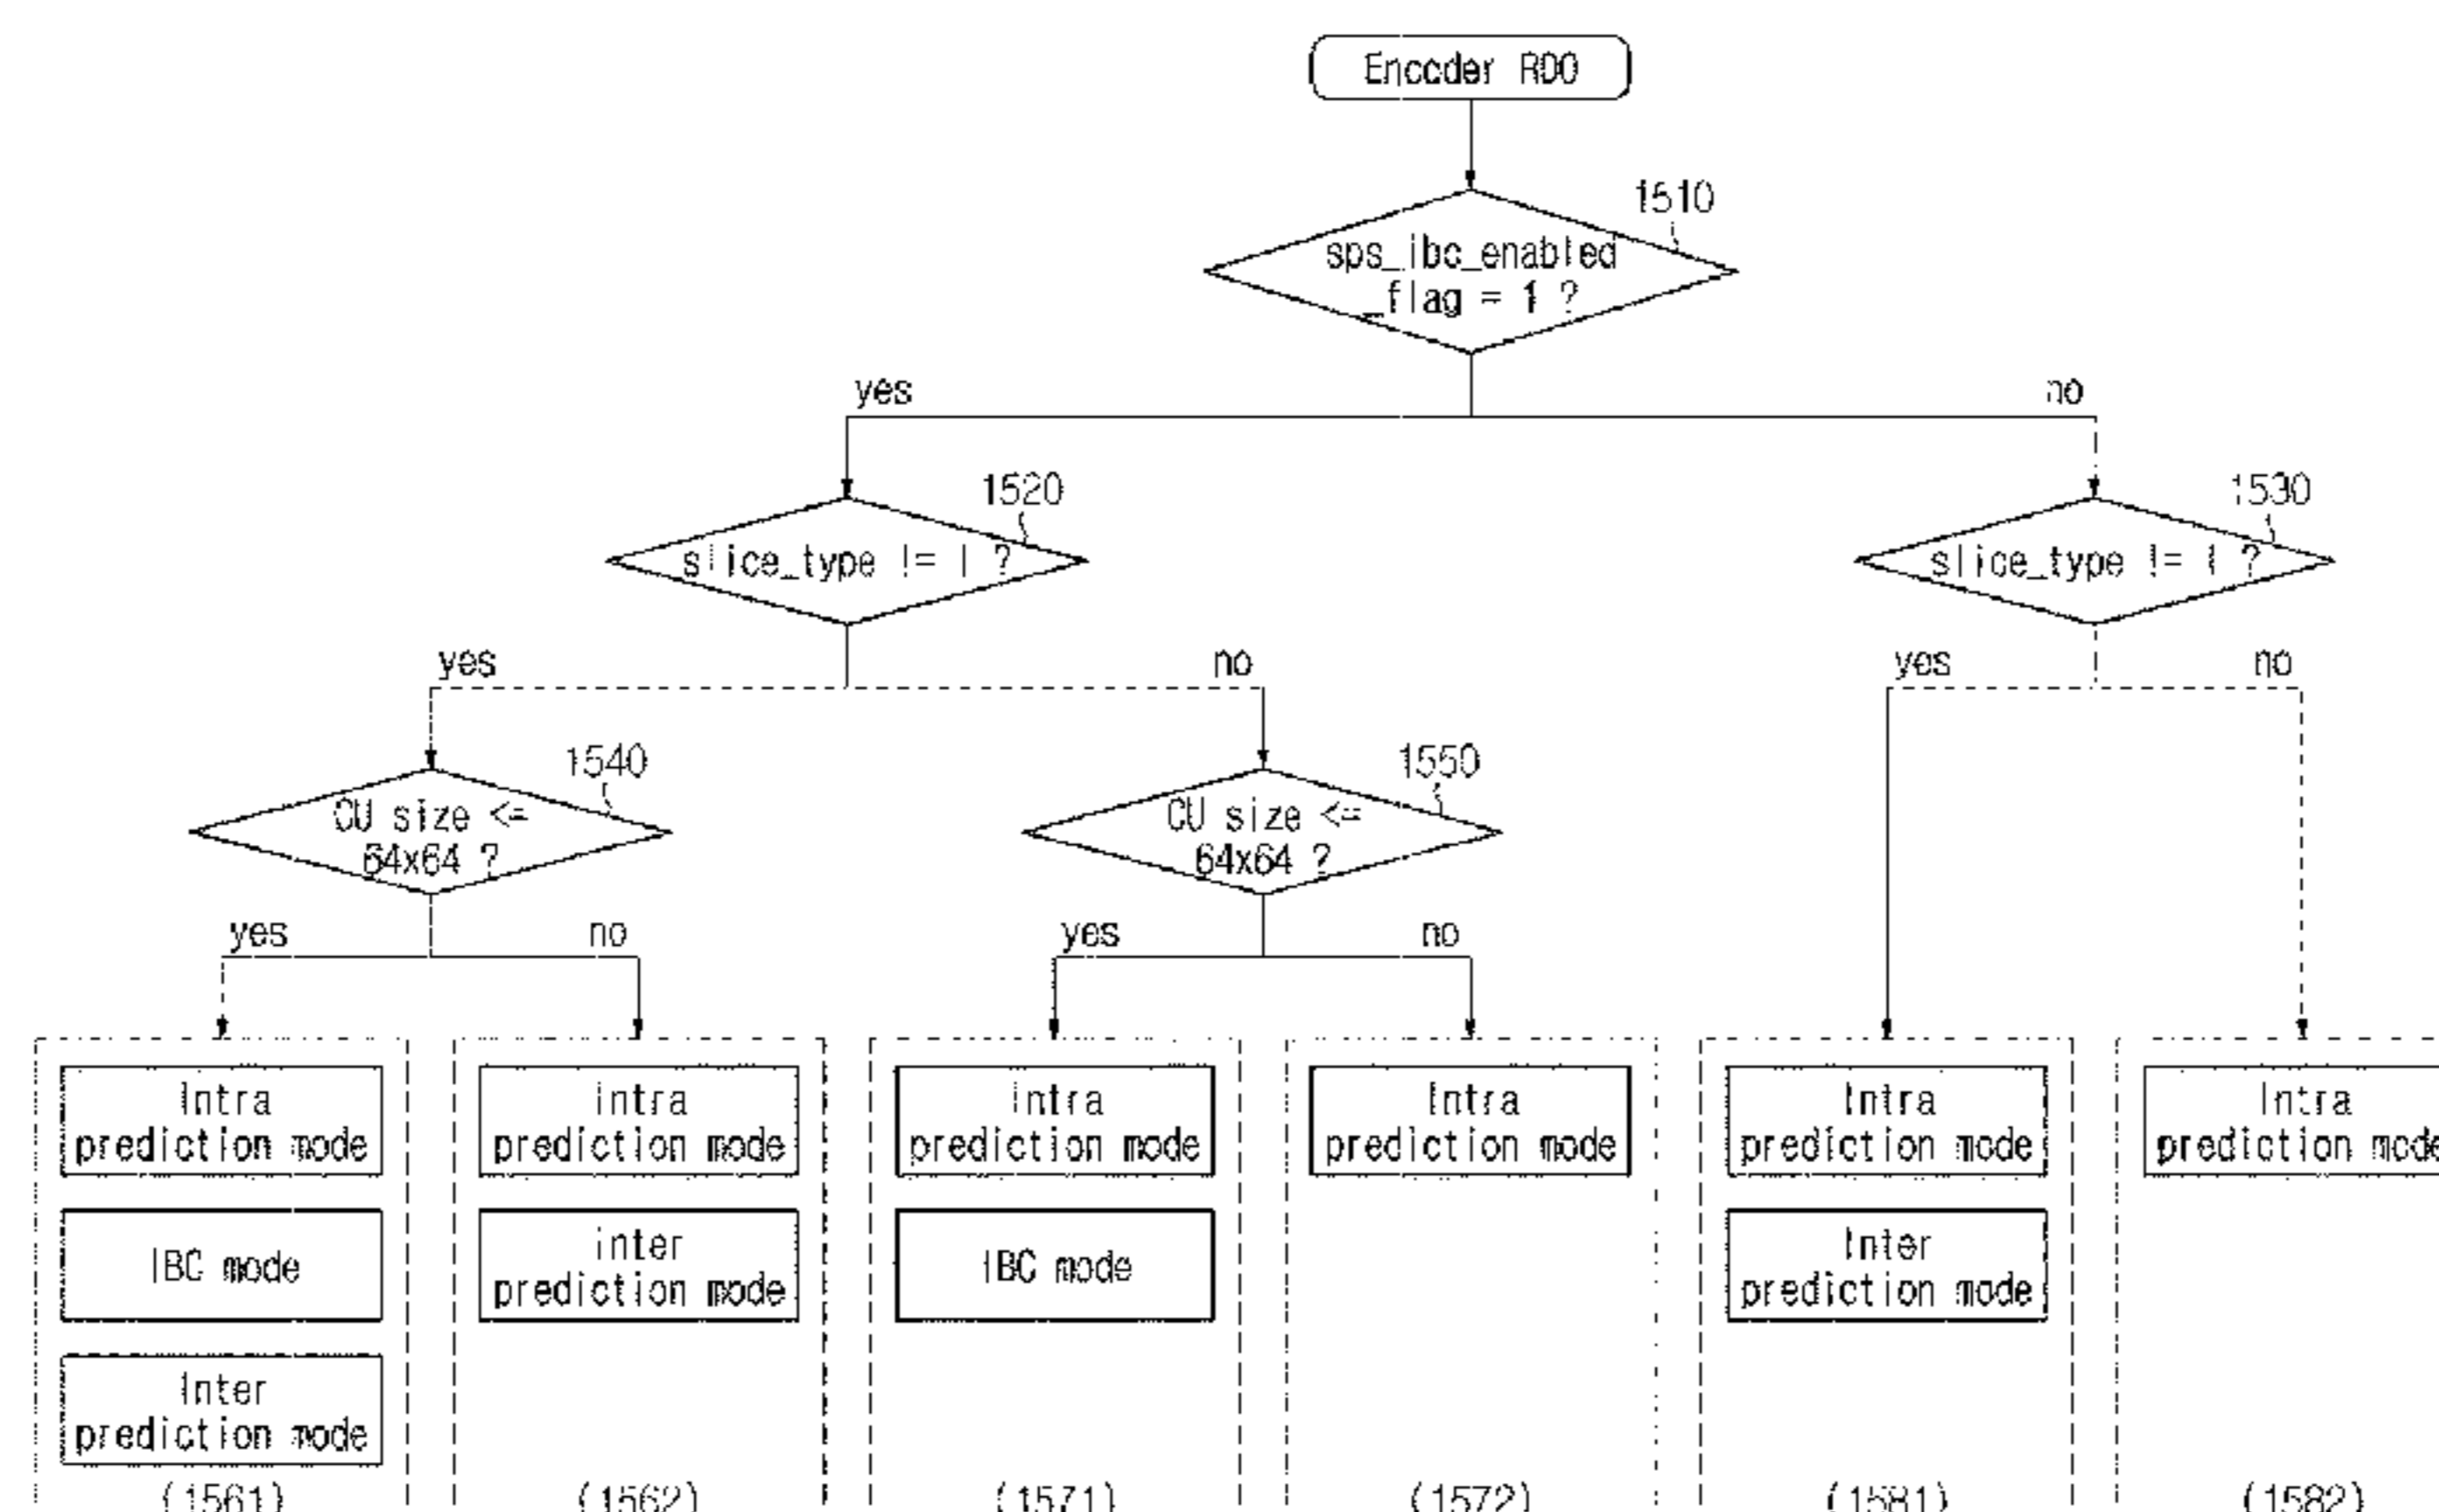 Encoder RDO
1510
sps_ibc_enabled
_flag = 1 ?
yes
no
1520
1530
slice_type != I ?
slice_type != I ?
yes
no
yes
no
1540
1550
CU size <=
64x64 ?
CU size <=
64x64 ?
yes
no
yes
no
Intra
prediction mode
IBC mode
Inter
prediction mode
(1561)
intra
prediction mode
inter
prediction mode
(1562)
intra
prediction mode
IBC mode
(1571)
Intra
prediction mode
(1572)
Intra
prediction mode
Inter
prediction mode
(1581)
Intra
prediction mode
(1582)